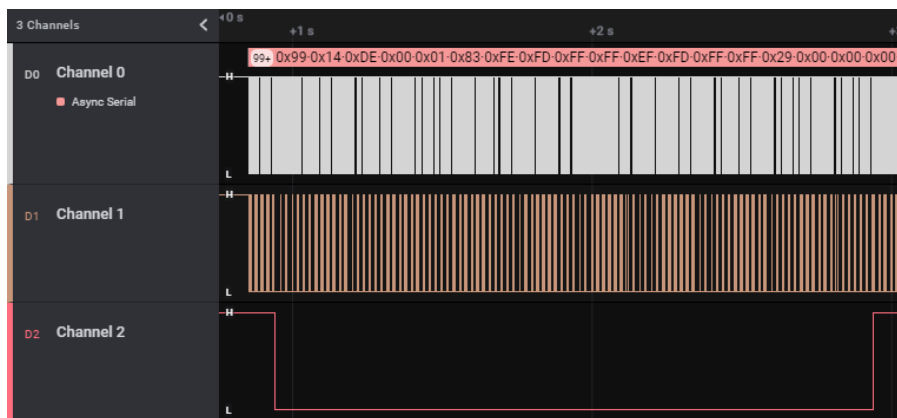 3 Channels
0 s
+1 s
+2 s
D0 Channel 0
Async Serial
99+ 0x99·0x14·0xDE·0x00·0x01·0x83·0xFE·0xFD·0xFF·0xFF·0xEF·0xFD·0xFF·0xFF·0x29·0x00·0x00·0x00
H
L
D1 Channel 1
H
L
D2 Channel 2
H
L